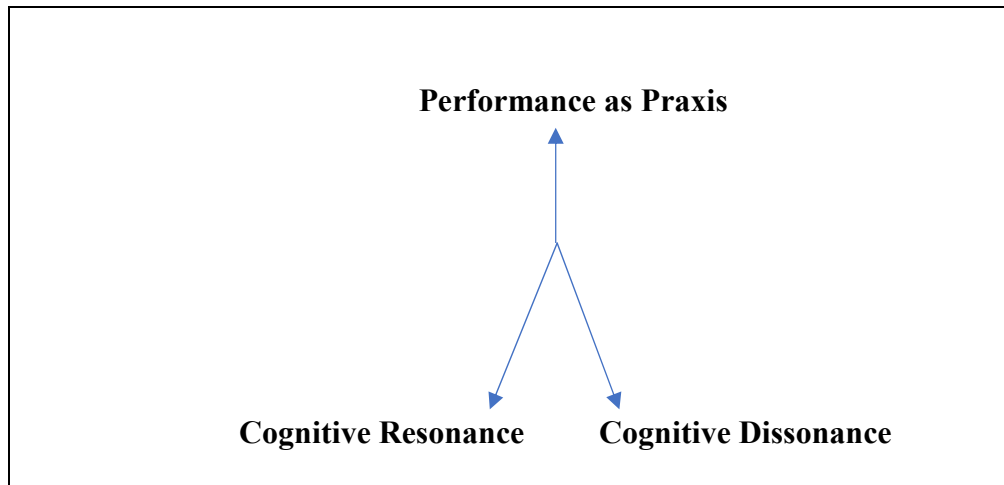 Performance as Praxis
Cognitive Resonance
Cognitive Dissonance